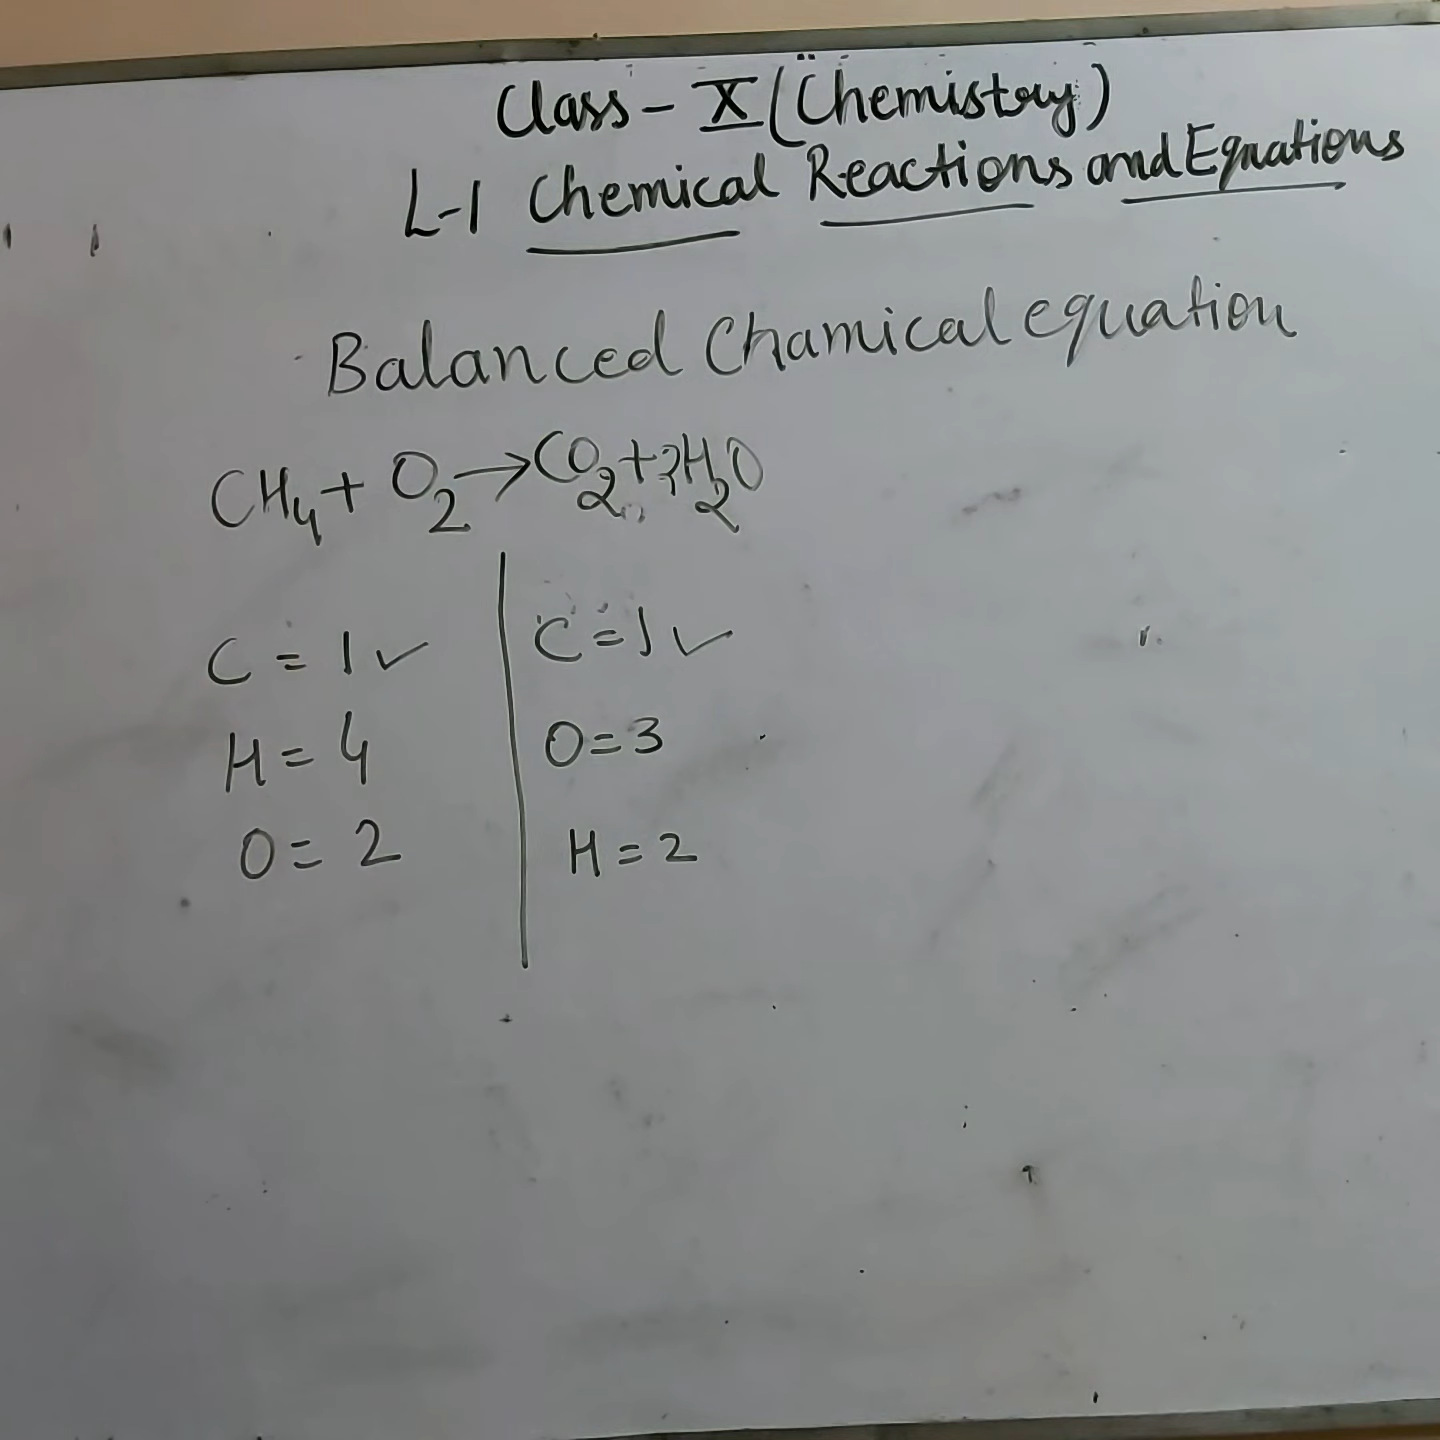 Class - X (Chemistry)
L-1 Chemical Reactions and Equations
Balanced Chamical equation
CH4 + O2 → CO2 + H2O
C = 1 ✓ C = 1 ✓
H = 4 O = 3
O = 2 H = 2